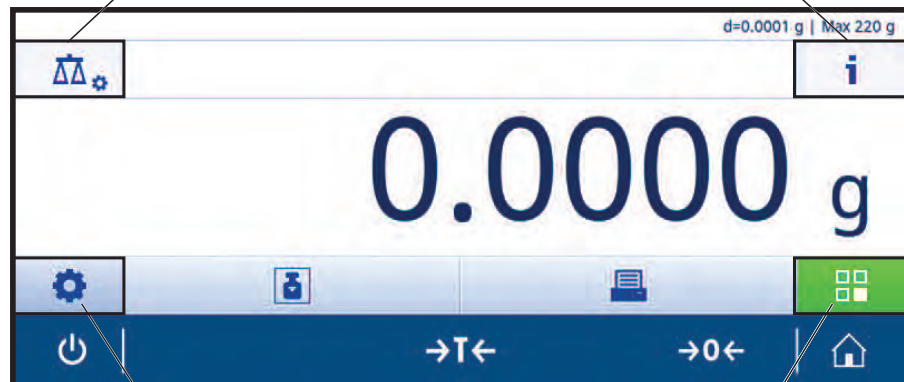 d=0.0001 g | Max 220 g
i
0.0000 g
→T← →0←